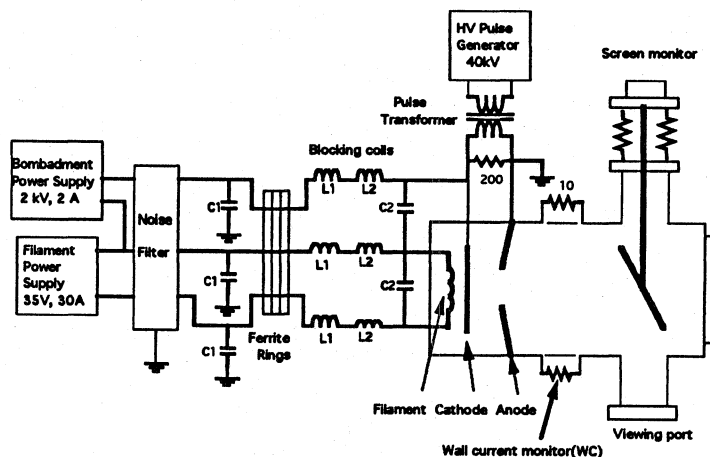 HV Pulse
Generator
40kV
Screen monitor
Pulse
Transformer
Bombadment
Power Supply
2 kV, 2 A
Noise
Filter
Filament
Power
Supply
35V, 30A
Blocking coils
C1
L1
L2
C2
200
10
C1
L1
L2
C2
C1
L1
L2
Ferrite
Rings
Filament
Cathode
Anode
Wall current monitor(WC)
Viewing port